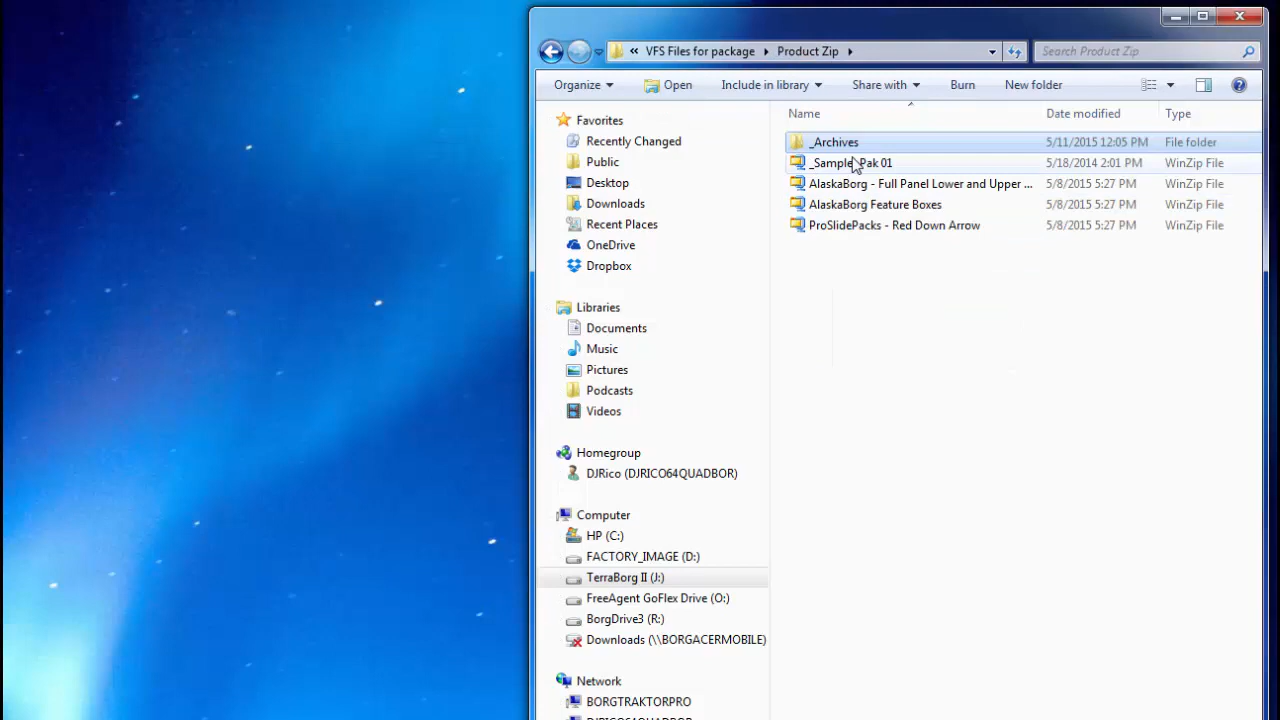 « VFS Files for package Product Zip
Search Product Zip
Organize Open Include in library Share with Burn New folder
Name Date modified Type
_Archives 5/11/2015 12:05 PM File folder
_Sample Pak 01 5/18/2014 2:01 PM WinZip File
AlaskaBorg - Full Panel Lower and Upper ... 5/8/2015 5:27 PM WinZip File
AlaskaBorg Feature Boxes 5/8/2015 5:27 PM WinZip File
ProSlidePacks - Red Down Arrow 5/8/2015 5:27 PM WinZip File
Favorites
Recently Changed
Public
Desktop
Downloads
Recent Places
OneDrive
Dropbox
Libraries
Documents
Music
Pictures
Podcasts
Videos
Homegroup
DJRico (DJRICO64QUADBOR)
Computer
HP (C:)
FACTORY_IMAGE (D:)
TerraBorg II (J:)
FreeAgent GoFlex Drive (O:)
BorgDrive3 (R:)
Downloads (\\BORGACERMOBILE)
Network
BORGTRAKTORPRO